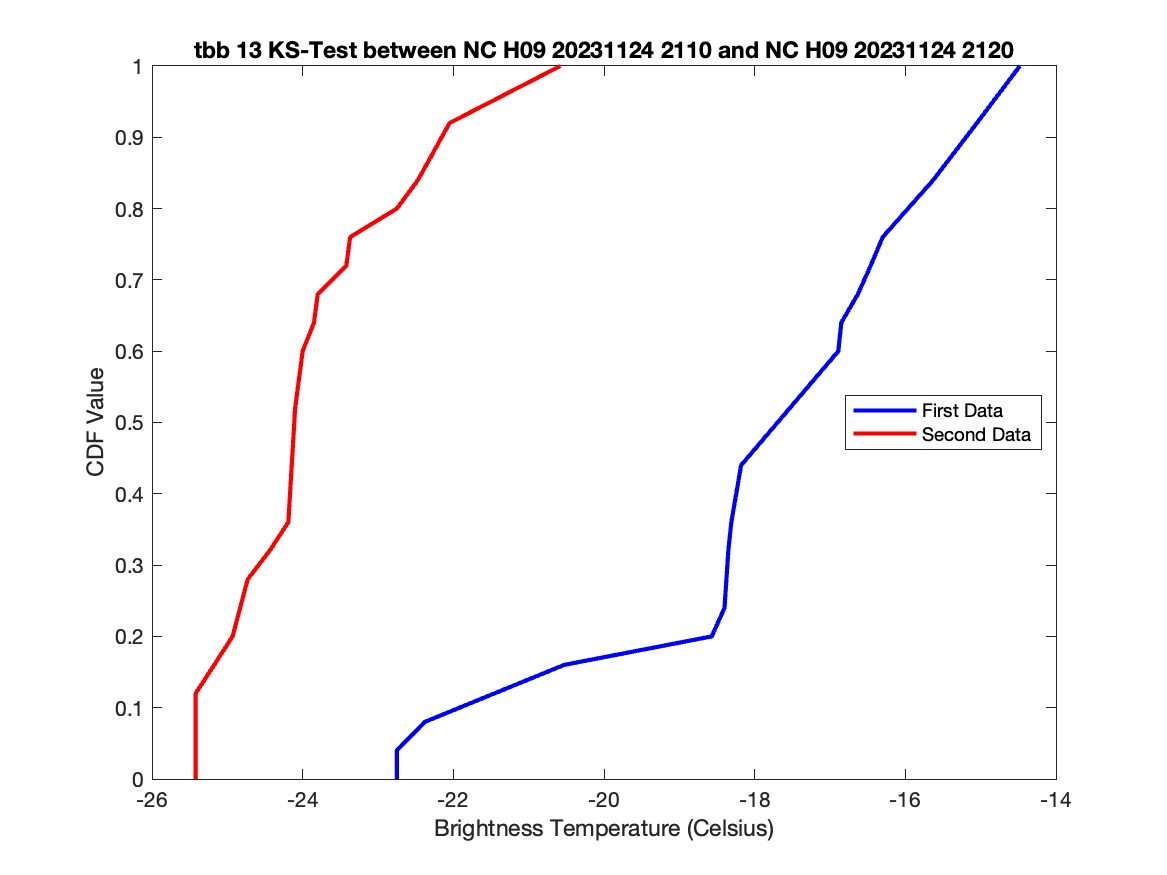 tbb 13 KS-Test between NC H09 20231124 2110 and NC H09 20231124 2120
1
0.9
0.8
0.7
0.6
0.5
0.4
0.3
0.2
0.1
0
CDF Value
First Data
Second Data
-26 -24 -22 -20 -18 -16 -14
Brightness Temperature (Celsius)